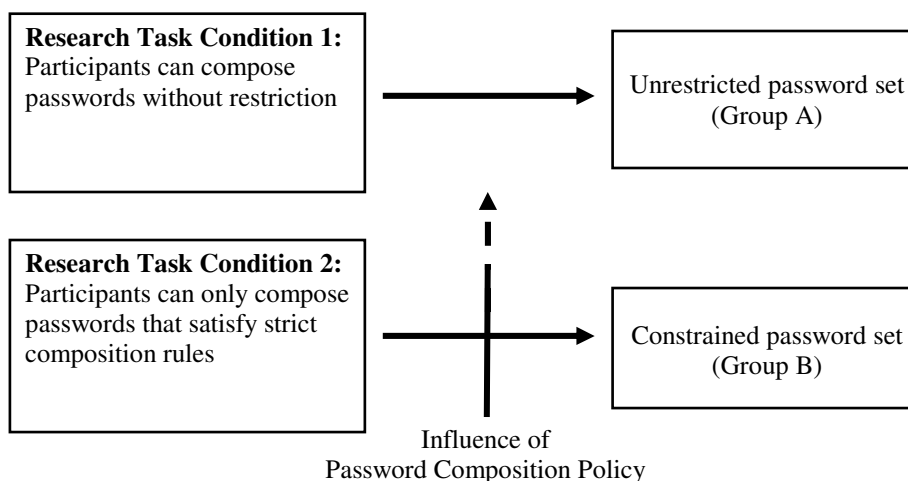 Research Task Condition 1:
Participants can compose
passwords without restriction
Unrestricted password set
(Group A)
Research Task Condition 2:
Participants can only compose
passwords that satisfy strict
composition rules
Constrained password set
(Group B)
Influence of
Password Composition Policy